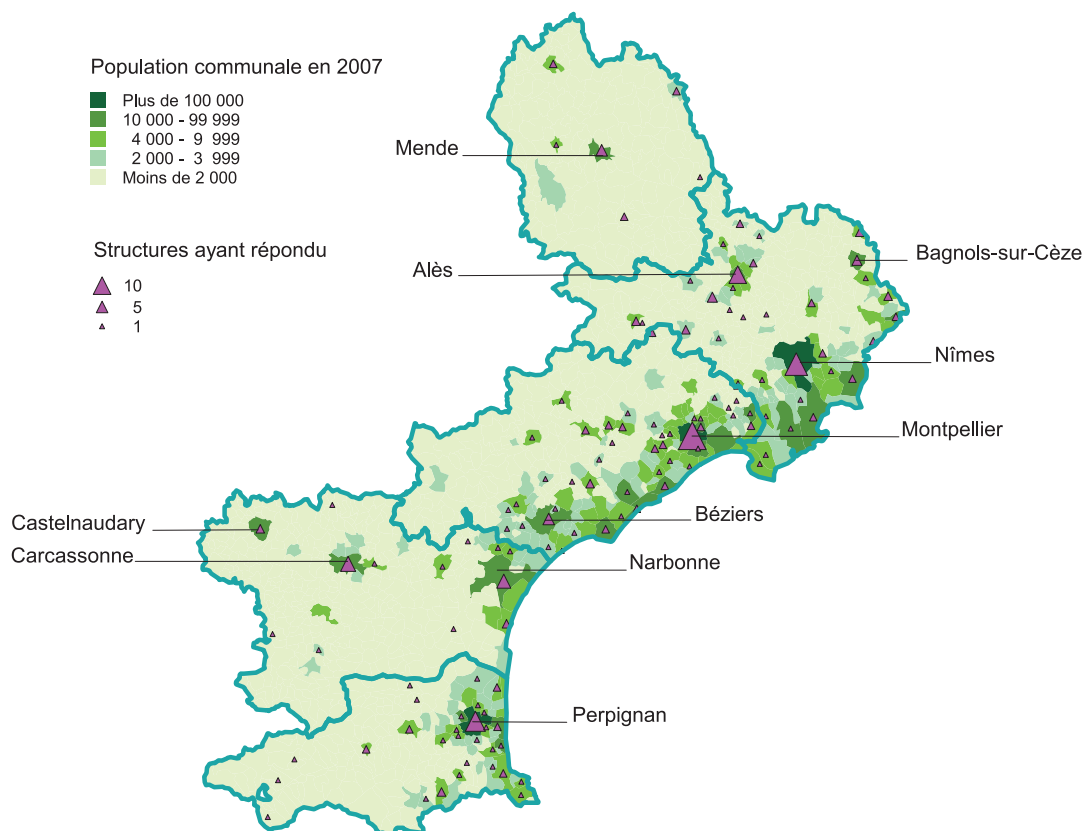 Population communale en 2007
Plus de 100 000
10 000 - 99 999
4 000 - 9 999
2 000 - 3 999
Moins de 2 000
Mende
Structures ayant répondu
10
5
1
Alès
Bagnols-sur-Cèze
Nîmes
Montpellier
Castelnaudary
Béziers
Carcassonne
Narbonne
Perpignan